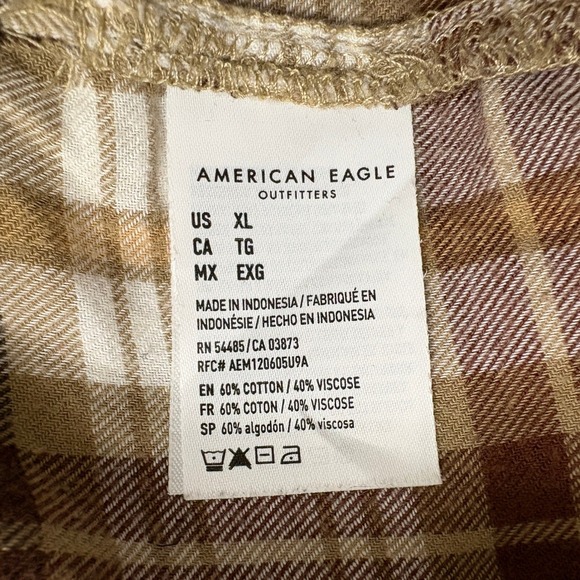 AMERICAN EAGLE
OUTFITTERS
US XL
CA TG
MX EXG
MADE IN INDONESIA / FABRIQUÉ EN
INDONÉSIE / HECHO EN INDONESIA
RN 54485 / CA 03873
RFC# AEM120605U9A
EN 60% COTTON / 40% VISCOSE
FR 60% COTON / 40% VISCOSE
SP 60% algodón / 40% viscosa